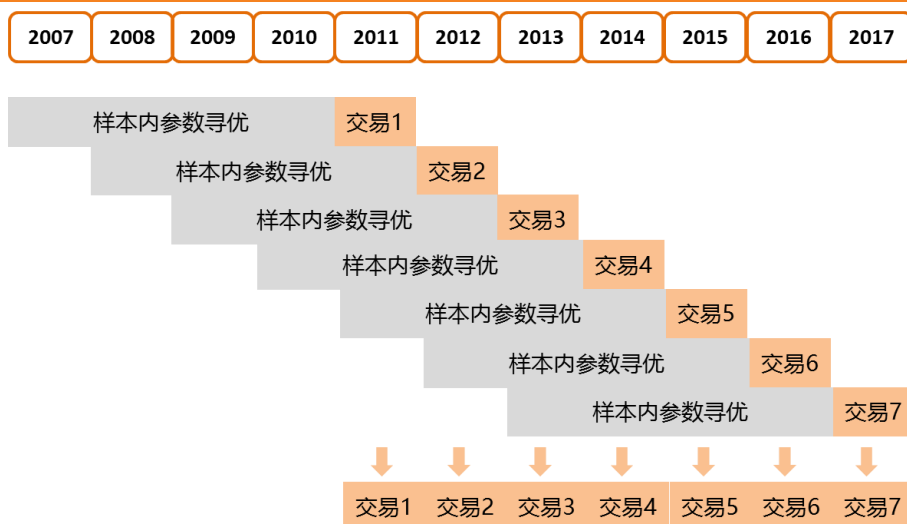 2007 2008 2009 2010 2011 2012 2013 2014 2015 2016 2017
样本内参数寻优 交易1
样本内参数寻优 交易2
样本内参数寻优 交易3
样本内参数寻优 交易4
样本内参数寻优 交易5
样本内参数寻优 交易6
样本内参数寻优 交易7
交易1 交易2 交易3 交易4 交易5 交易6 交易7